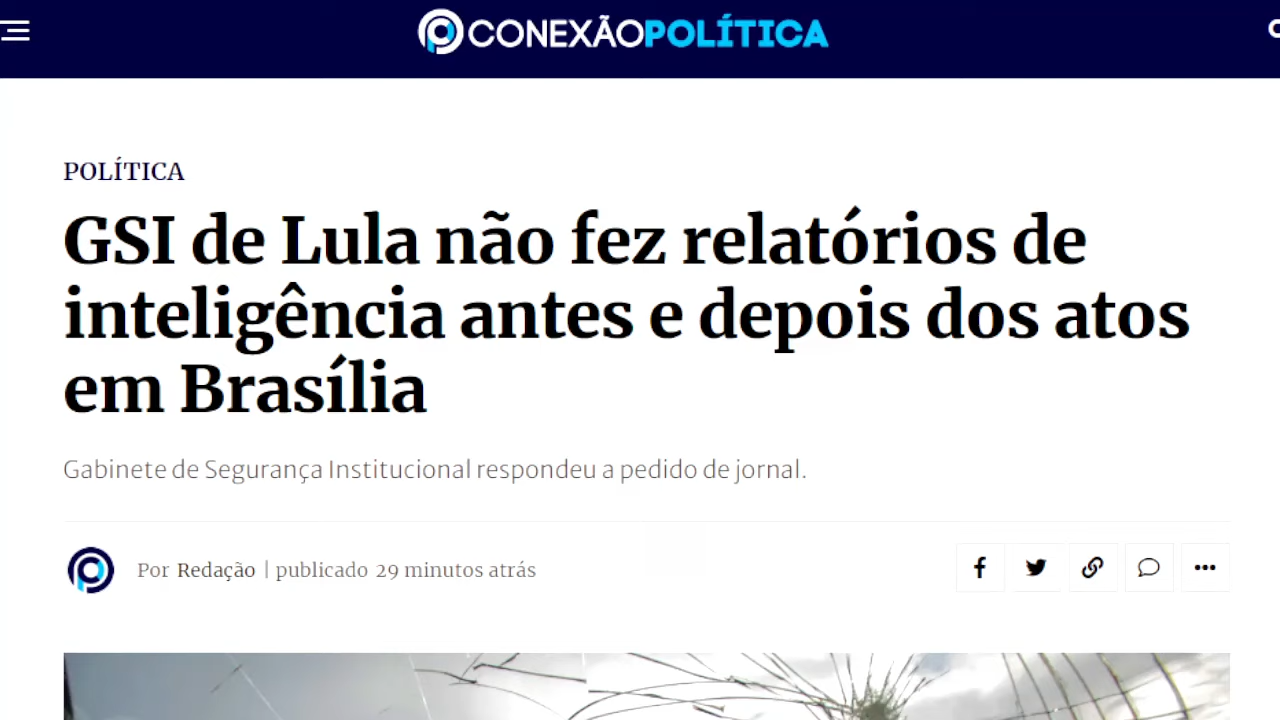 CONEXÃOPOLÍTICA
POLÍTICA
GSI de Lula não fez relatórios de
inteligência antes e depois dos atos
em Brasília
Gabinete de Segurança Institucional respondeu a pedido de jornal.
Por Redação | publicado 29 minutos atrás